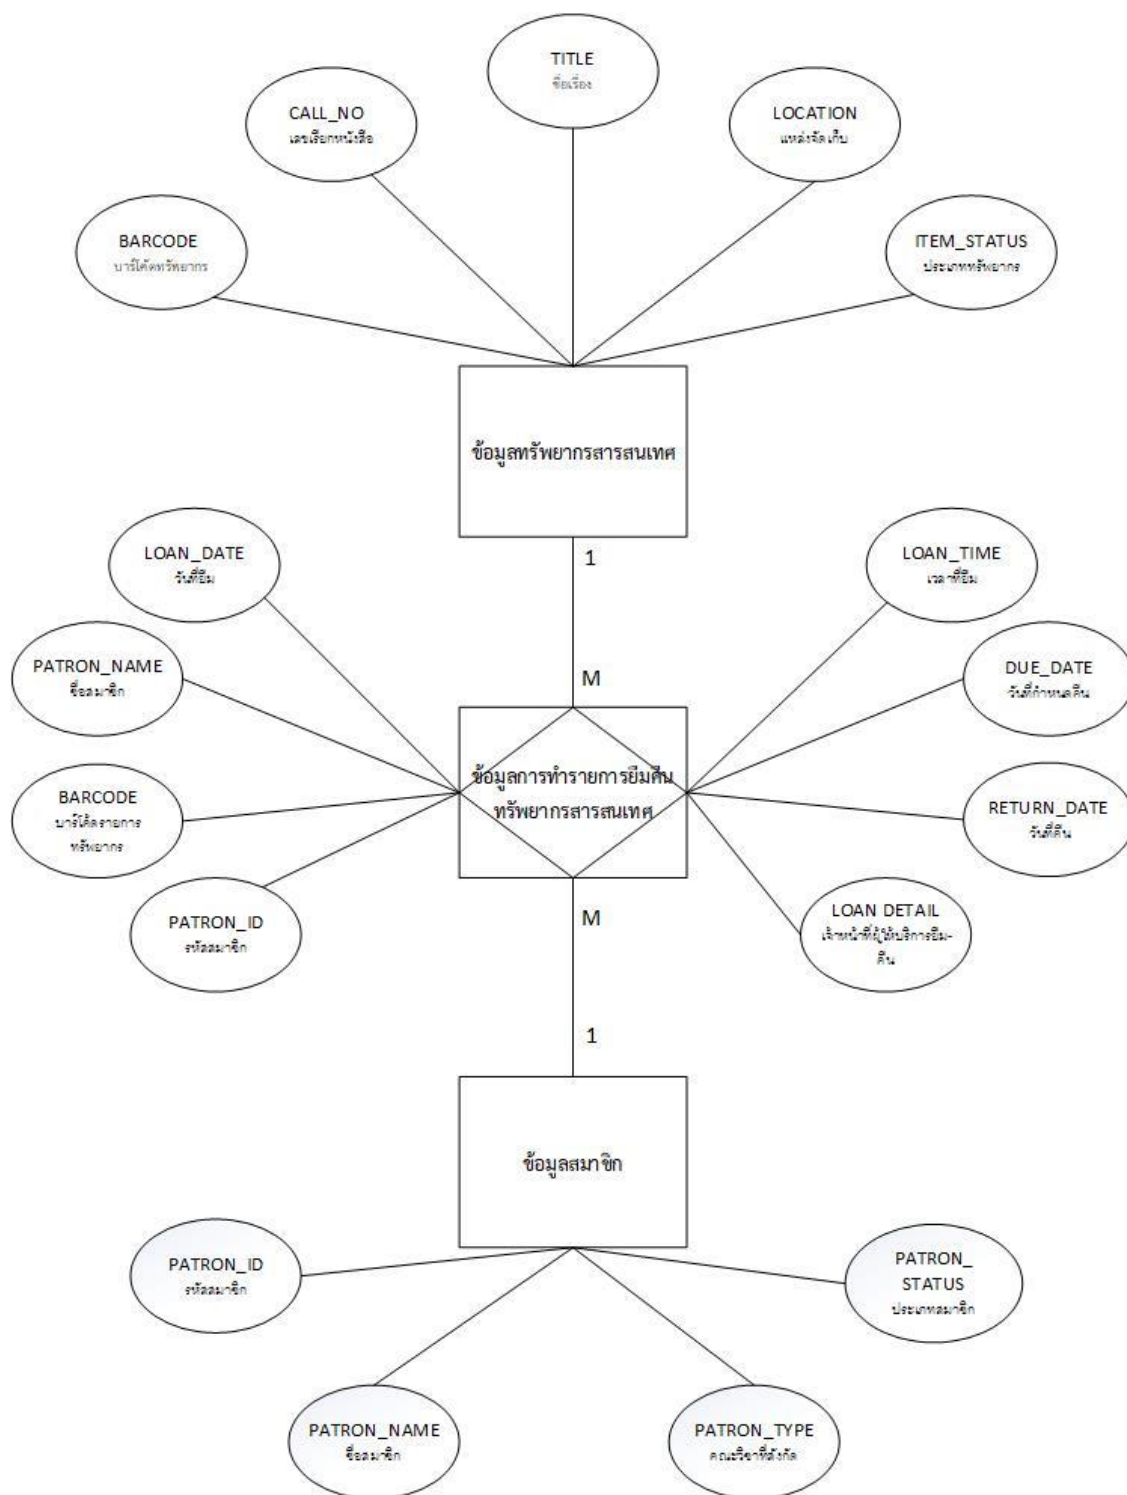 TITLE
ชื่อเรื่อง
CALL_NO
เลขเรียกหนังสือ
LOCATION
แหล่งจัดเก็บ
BARCODE
บาร์โค้ดทรัพยากร
ITEM_STATUS
ประเภททรัพยากร
ข้อมูลทรัพยากรสารสนเทศ
1
LOAN_DATE
วันที่ยืม
LOAN_TIME
เวลาที่ยืม
PATRON_NAME
ชื่อสมาชิก
M
DUE_DATE
วันที่กำหนดคืน
ข้อมูลการทำรายการยืมคืน
ทรัพยากรสารสนเทศ
BARCODE
บาร์โค้ดรายการ
ทรัพยากร
RETURN_DATE
วันที่คืน
PATRON_ID
รหัสสมาชิก
M
LOAN DETAIL
เจ้าหน้าที่ผู้ให้บริการยืม-
คืน
1
ข้อมูลสมาชิก
PATRON_ID
รหัสสมาชิก
PATRON_
STATUS
ประเภทสมาชิก
PATRON_NAME
ชื่อสมาชิก
PATRON_TYPE
คณะวิชาที่สังกัด